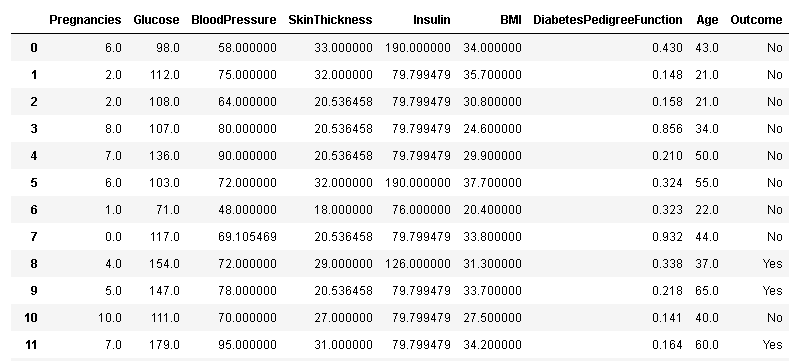 Pregnancies Glucose BloodPressure SkinThickness Insulin BMI DiabetesPedigreeFunction Age Outcome
0 6.0 98.0 58.000000 33.000000 190.000000 34.000000 0.430 43.0 No
1 2.0 112.0 75.000000 32.000000 79.799479 35.700000 0.148 21.0 No
2 2.0 108.0 64.000000 20.536458 79.799479 30.800000 0.158 21.0 No
3 8.0 107.0 80.000000 20.536458 79.799479 24.600000 0.856 34.0 No
4 7.0 136.0 90.000000 20.536458 79.799479 29.900000 0.210 50.0 No
5 6.0 103.0 72.000000 32.000000 190.000000 37.700000 0.324 55.0 No
6 1.0 71.0 48.000000 18.000000 76.000000 20.400000 0.323 22.0 No
7 0.0 117.0 69.105469 20.536458 79.799479 33.800000 0.932 44.0 No
8 4.0 154.0 72.000000 29.000000 126.000000 31.300000 0.338 37.0 Yes
9 5.0 147.0 78.000000 20.536458 79.799479 33.700000 0.218 65.0 Yes
10 10.0 111.0 70.000000 27.000000 79.799479 27.500000 0.141 40.0 No
11 7.0 179.0 95.000000 31.000000 79.799479 34.200000 0.164 60.0 Yes